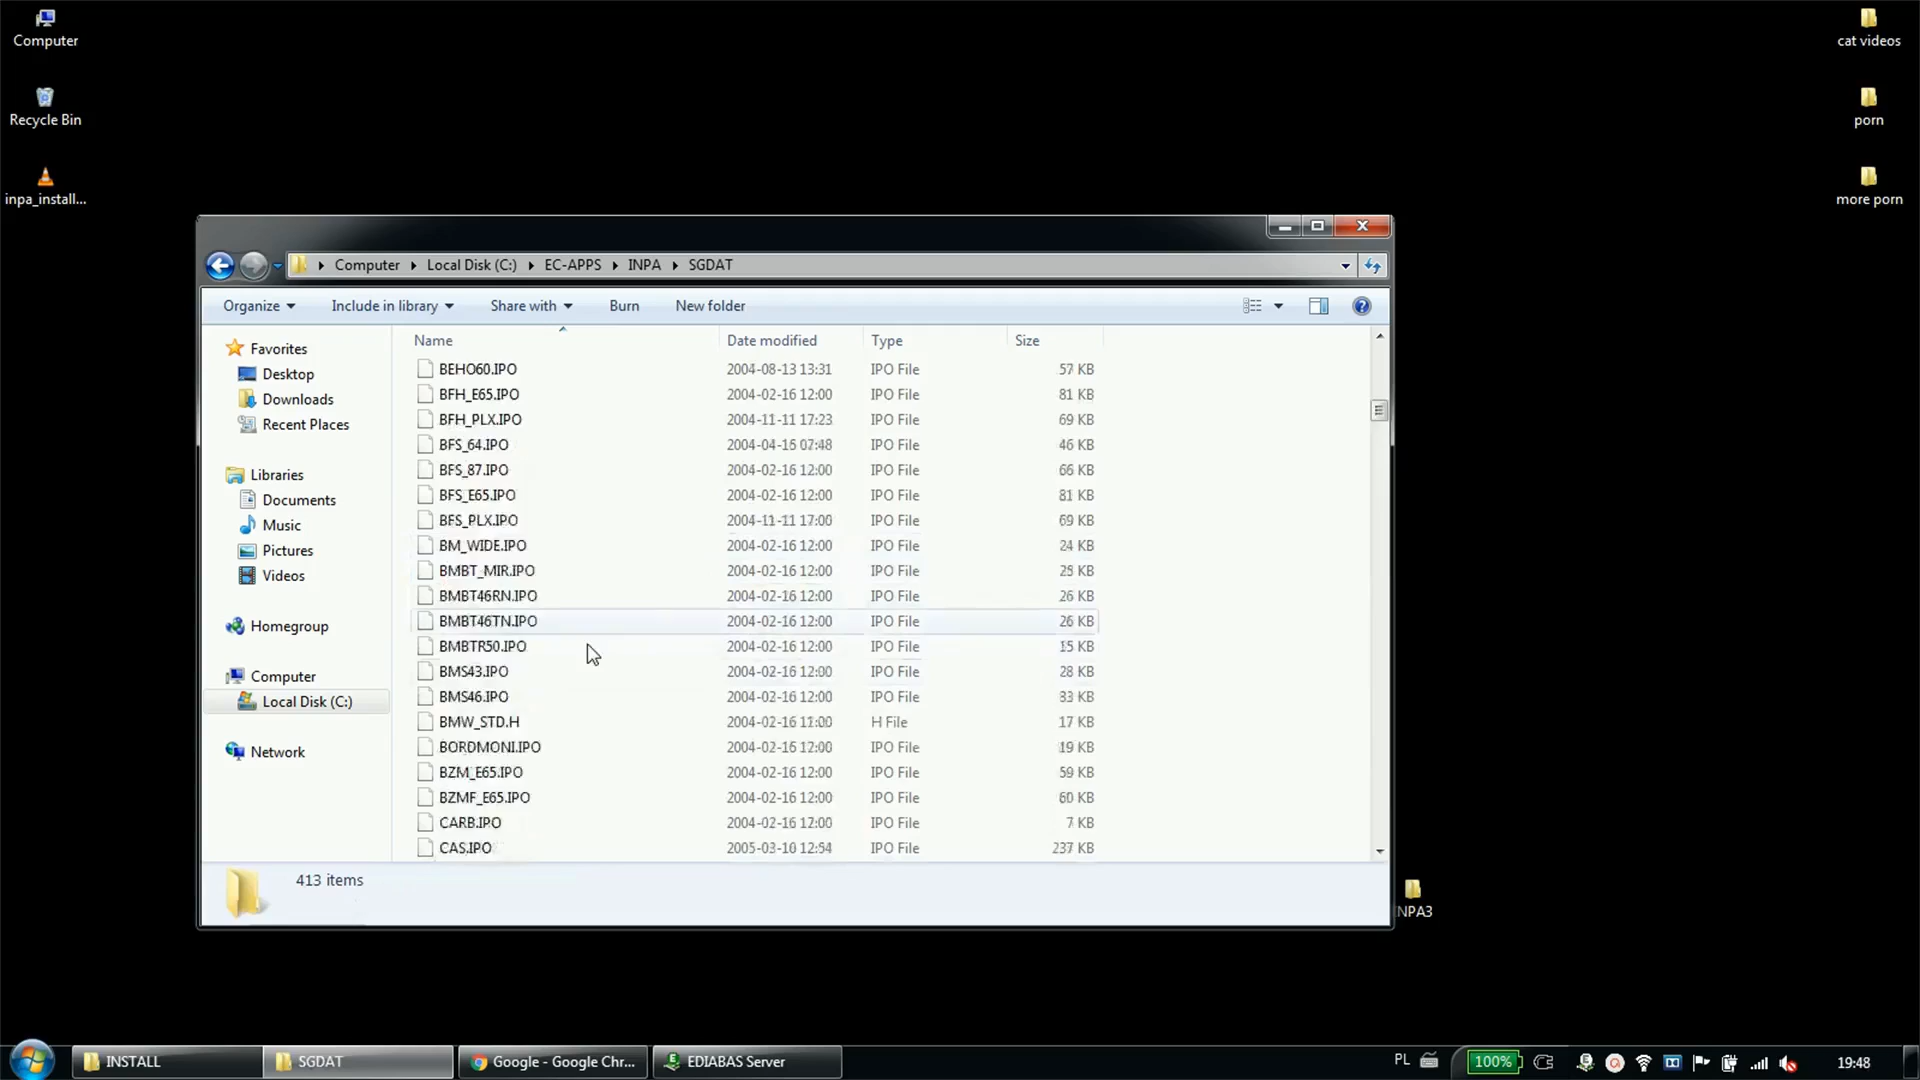 Computer
Recycle Bin
inpa_install...
cat videos
porn
more porn
Computer Local Disk (C:) EC-APPS INPA SGDAT
Organize Include in library Share with Burn New folder
Favorites
Desktop
Downloads
Recent Places
Libraries
Documents
Music
Pictures
Videos
Homegroup
Computer
Local Disk (C:)
Network
Name Date modified Type Size
BEHO60.IPO 2004-08-13 13:31 IPO File 57 KB
BFH_E65.IPO 2004-02-16 12:00 IPO File 81 KB
BFH_PLX.IPO 2004-11-11 17:23 IPO File 69 KB
BFS_64.IPO 2004-04-16 07:48 IPO File 46 KB
BFS_87.IPO 2004-02-16 12:00 IPO File 66 KB
BFS_E65.IPO 2004-02-16 12:00 IPO File 81 KB
BFS_PLX.IPO 2004-11-11 17:00 IPO File 69 KB
BM_WIDE.IPO 2004-02-16 12:00 IPO File 24 KB
BMBT_MIR.IPO 2004-02-16 12:00 IPO File 25 KB
BMBT46RN.IPO 2004-02-16 12:00 IPO File 26 KB
BMBT46TN.IPO 2004-02-16 12:00 IPO File 26 KB
BMBTR50.IPO 2004-02-16 12:00 IPO File 15 KB
BMS43.IPO 2004-02-16 12:00 IPO File 28 KB
BMS46.IPO 2004-02-16 12:00 IPO File 33 KB
BMW_STD.H 2004-02-16 11:00 H File 17 KB
BORDMONI.IPO 2004-02-16 12:00 IPO File 19 KB
BZM_E65.IPO 2004-02-16 12:00 IPO File 59 KB
BZMF_E65.IPO 2004-02-16 12:00 IPO File 60 KB
CARB.IPO 2004-02-16 12:00 IPO File 7 KB
CAS.IPO 2005-03-10 12:54 IPO File 237 KB
413 items
NPA3
INSTALL
SGDAT
Google - Google Chr...
EDIABAS Server
PL
100%
19:48